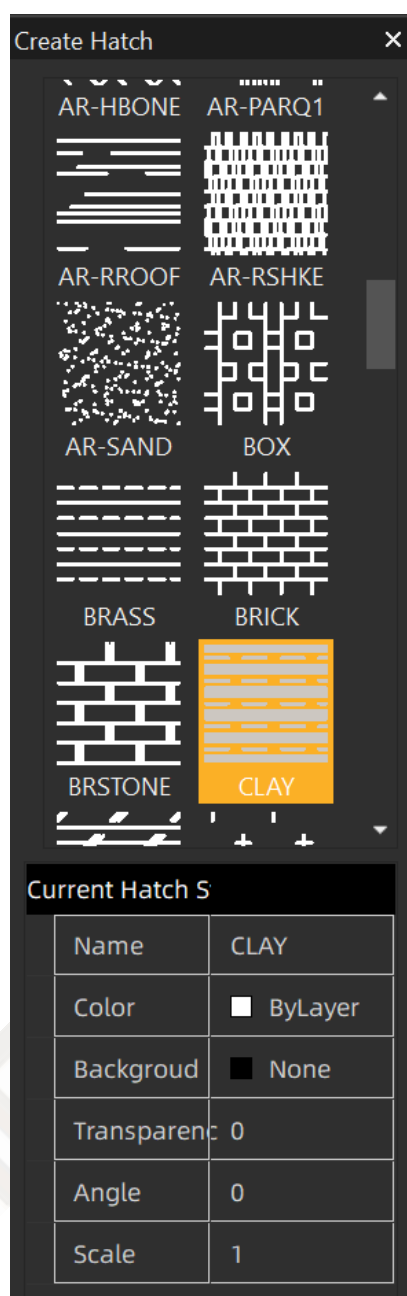 Create Hatch ×
AR-HBONE AR-PARQ1
AR-RROOF AR-RSHKE
AR-SAND BOX
BRASS BRICK
BRSTONE CLAY
Current Hatch S
Name CLAY
Color ByLayer
Backgroud None
Transparenc 0
Angle 0
Scale 1